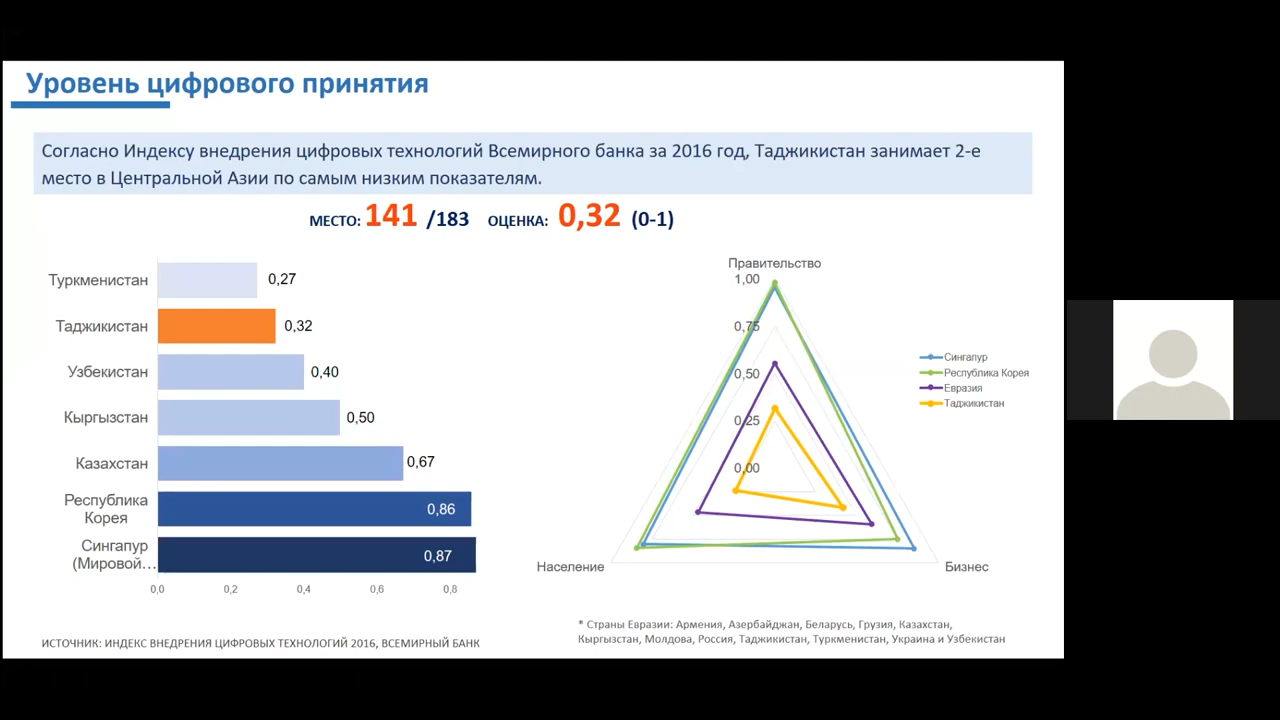 Уровень цифрового принятия
Согласно Индексу внедрения цифровых технологий Всемирного банка за 2016 год, Таджикистан занимает 2-е
место в Центральной Азии по самым низким показателям.
МЕСТО: 141 /183 ОЦЕНКА: 0,32 (0-1)
Туркменистан 0,27
Таджикистан 0,32
Узбекистан 0,40
Кыргызстан 0,50
Казахстан 0,67
Республика
Корея 0,86
Сингапур
(Мировой… 0,87
0,0 0,2 0,4 0,6 0,8
Правительство
1,00
0,75
0,50
0,25
0,00
Население
Бизнес
Сингапур
Республика Корея
Евразия
Таджикистан
* Страны Евразии: Армения, Азербайджан, Беларусь, Грузия, Казахстан,
Кыргызстан, Молдова, Россия, Таджикистан, Туркменистан, Украина и Узбекистан
ИСТОЧНИК: ИНДЕКС ВНЕДРЕНИЯ ЦИФРОВЫХ ТЕХНОЛОГИЙ 2016, ВСЕМИРНЫЙ БАНК